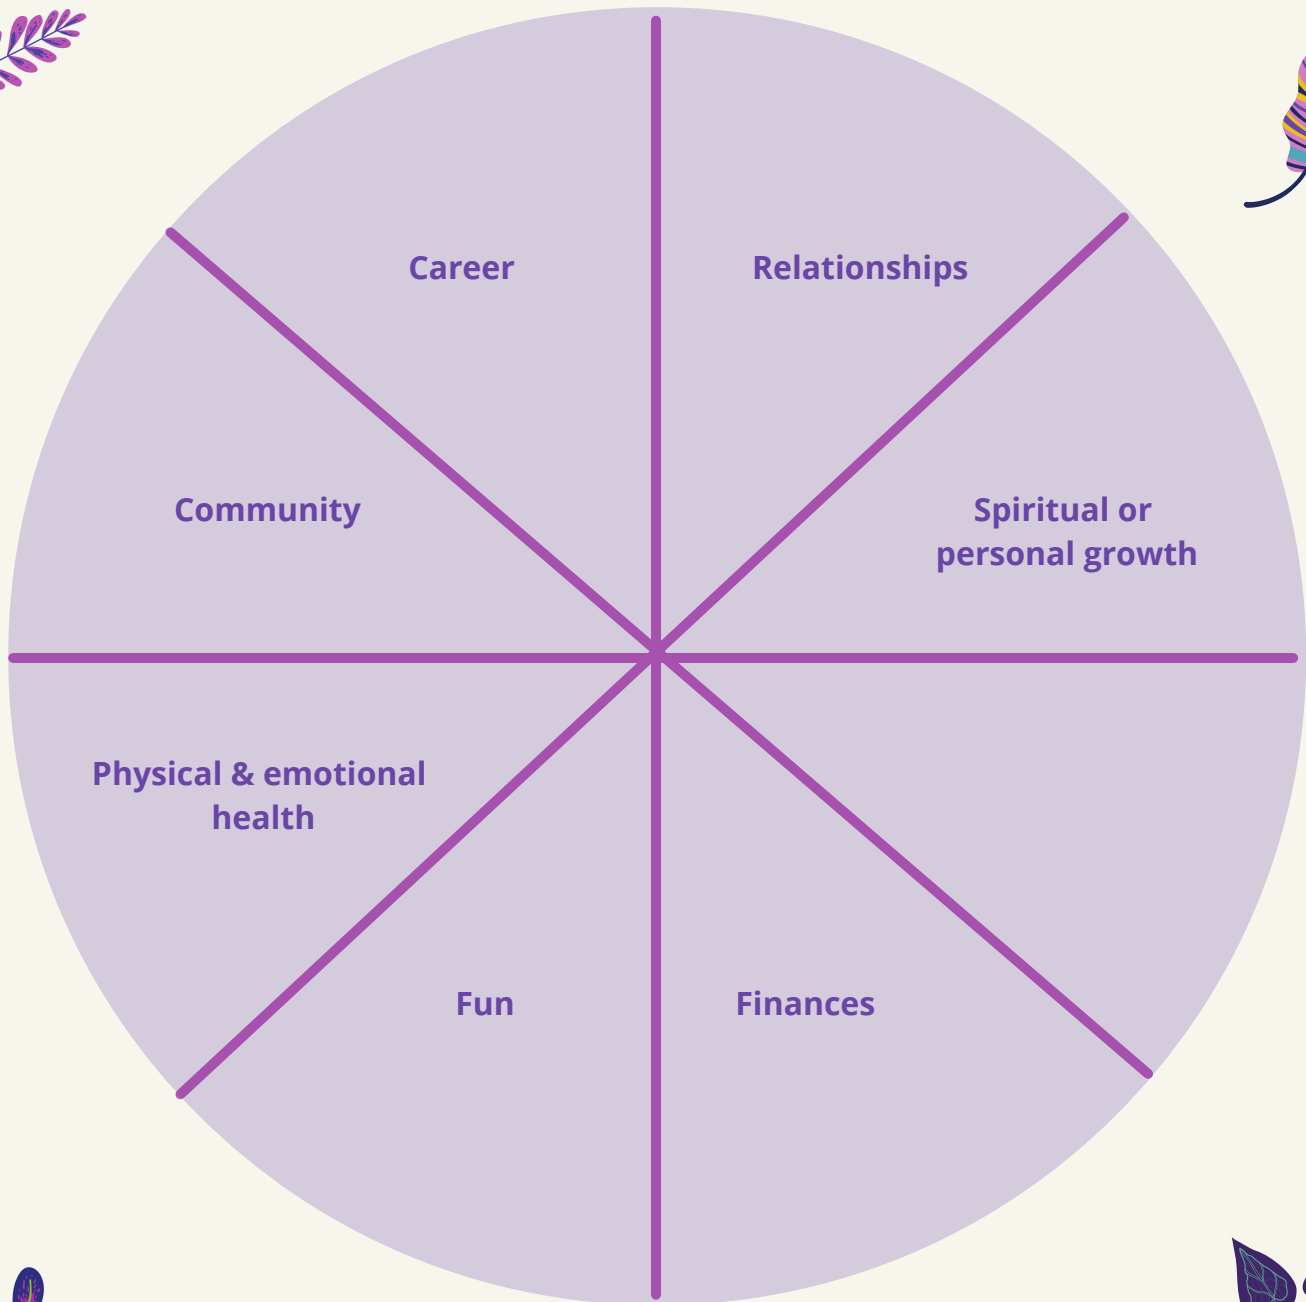 Career
Relationships
Community
Spiritual or
personal growth
Physical & emotional
health
Fun
Finances